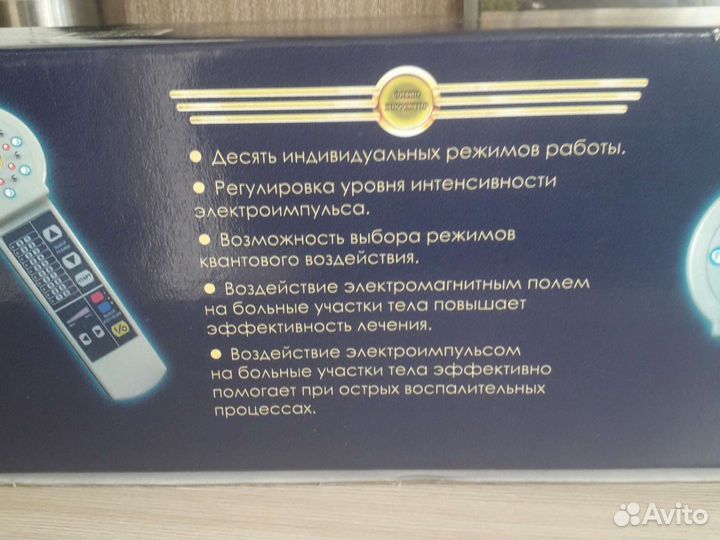 • Десять индивидуальных режимов работы.
• Регулировка уровня интенсивности
электроимпульса.
• Возможность выбора режимов
квантового воздействия.
• Воздействие электромагнитным полем
на больные участки тела повышает
эффективность лечения.
• Воздействие электроимпульсом
на больные участки тела эффективно
помогает при острых воспалительных
процессах.
START
I/O
Avito